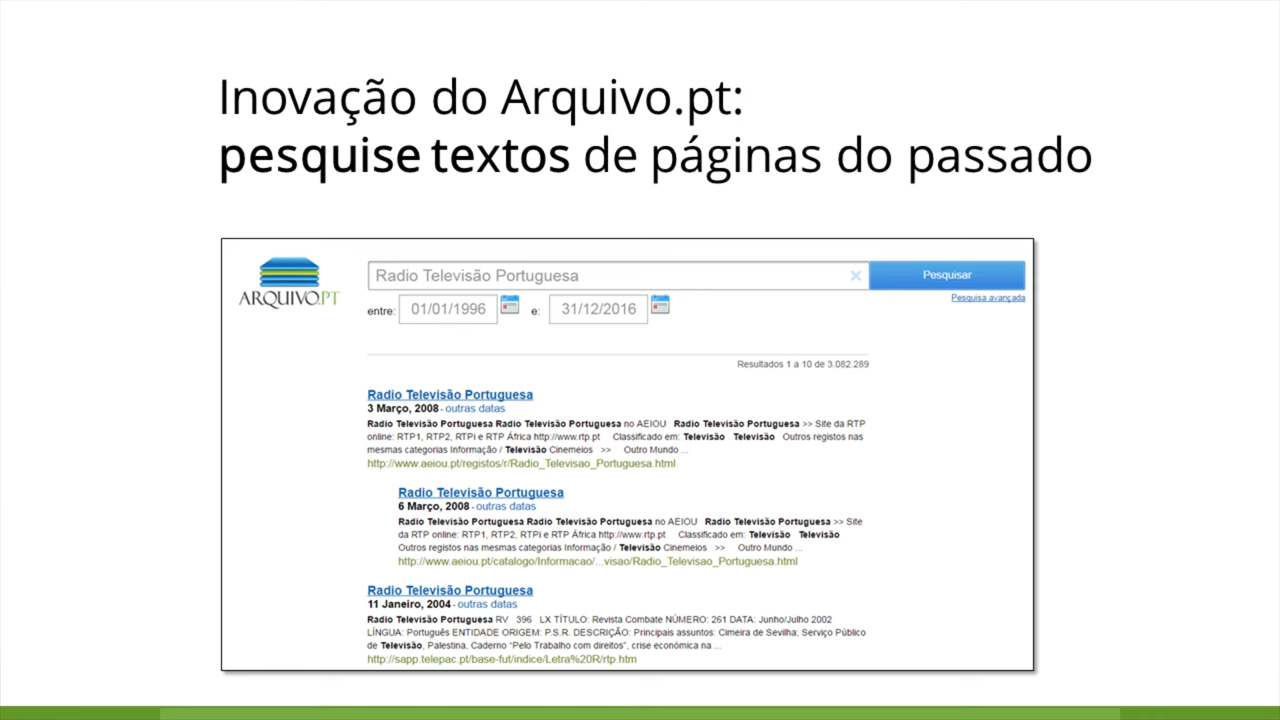 Inovação do Arquivo.pt:
pesquise textos de páginas do passado
ARQUIVO.PT
Radio Televisão Portuguesa
Pesquisar
Pesquisa avançada
entre: 01/01/1996 e: 31/12/2016
Resultados 1 a 10 de 3.082.289
Radio Televisão Portuguesa
3 Março, 2008 - outras datas
Radio Televisão Portuguesa Radio Televisão Portuguesa no AEIOU Radio Televisão Portuguesa >> Site da RTP
online: RTP1, RTP2, RTPi e RTP África http://www.rtp.pt Classificado em: Televisão Televisão Outros registos nas
mesmas categorias Informação / Televisão Cinemeios >> Outro Mundo ...
http://www.aeiou.pt/registos/r/Radio_Televisao_Portuguesa.html
Radio Televisão Portuguesa
6 Março, 2008 - outras datas
Radio Televisão Portuguesa Radio Televisão Portuguesa no AEIOU Radio Televisão Portuguesa >> Site
da RTP online: RTP1, RTP2, RTPi e RTP África http://www.rtp.pt Classificado em: Televisão Televisão
Outros registos nas mesmas categorias Informação / Televisão Cinemeios >> Outro Mundo ...
http://www.aeiou.pt/catalogo/Informacao/...visao/Radio_Televisao_Portuguesa.html
Radio Televisão Portuguesa
11 Janeiro, 2004 - outras datas
Radio Televisão Portuguesa RV 396 LX TÍTULO: Revista Combate NÚMERO: 261 DATA: Junho/Julho 2002
LÍNGUA: Português ENTIDADE ORIGEM: P.S.R. DESCRIÇÃO: Principais assuntos: Cimeira de Sevilha; Serviço Público
de Televisão, Palestina, Caderno "Pelo Trabalho com direitos", crise económica na ...
http://sapp.telepac.pt/base-fut/indice/Letra%20R/rtp.htm